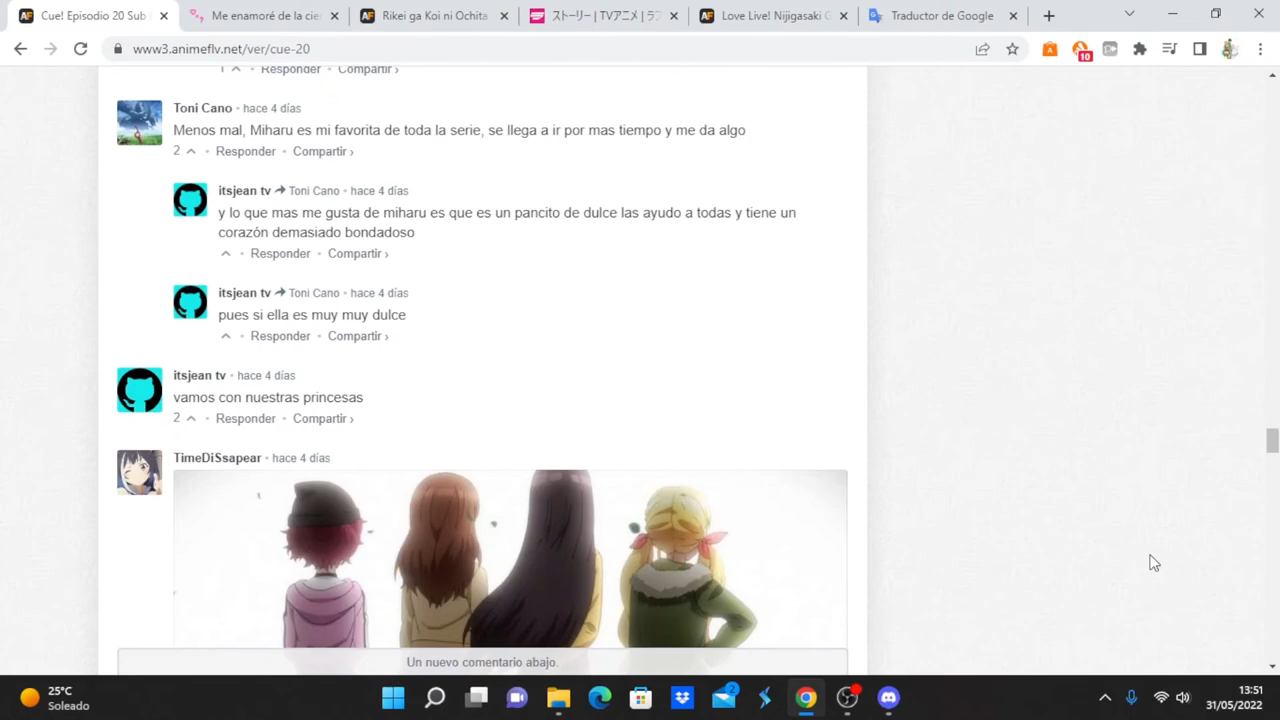 Cue! Episodio 20 Sub
Me enamoré de la cie
Rikei ga Koi ni Ochita
ストーリー | TVアニメ | ラブ
Love Live! Nijigasaki
Traductor de Google
www3.animeflv.net/ver/cue-20
10
1 • Responder • Compartir ›
Toni Cano • hace 4 días
Menos mal, Miharu es mi favorita de toda la serie, se llega a ir por mas tiempo y me da algo
2 • Responder • Compartir ›
itsjean tv Toni Cano • hace 4 días
y lo que mas me gusta de miharu es que es un pancito de dulce las ayudo a todas y tiene un
corazón demasiado bondadoso
• Responder • Compartir ›
itsjean tv Toni Cano • hace 4 días
pues si ella es muy muy dulce
• Responder • Compartir ›
itsjean tv • hace 4 días
vamos con nuestras princesas
2 • Responder • Compartir ›
TimeDiSsapear • hace 4 días
Un nuevo comentario abajo.
25°C
Soleado
2
13:51
31/05/2022